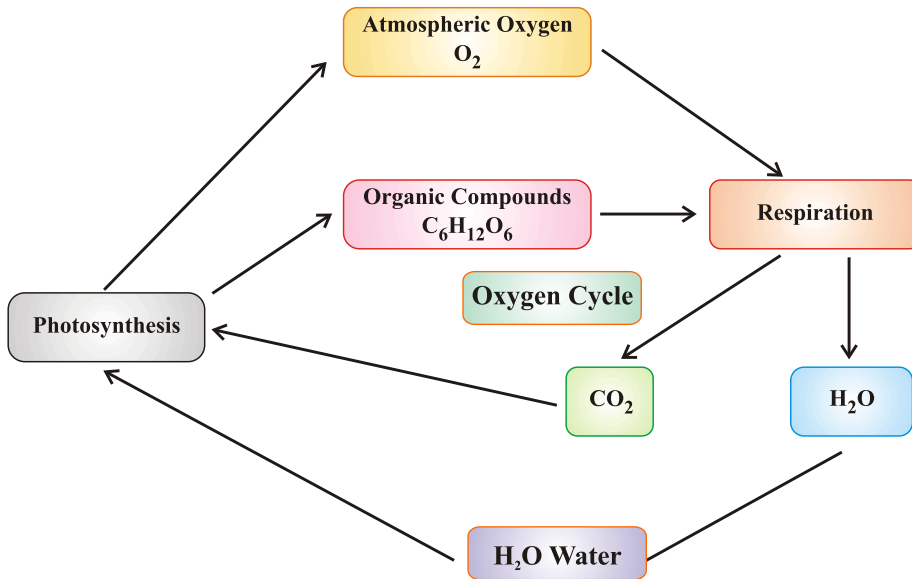 Atmospheric Oxygen
O₂
Organic Compounds
C₆H₁₂O₆
Respiration
Oxygen Cycle
Photosynthesis
CO₂
H₂O
H₂O Water